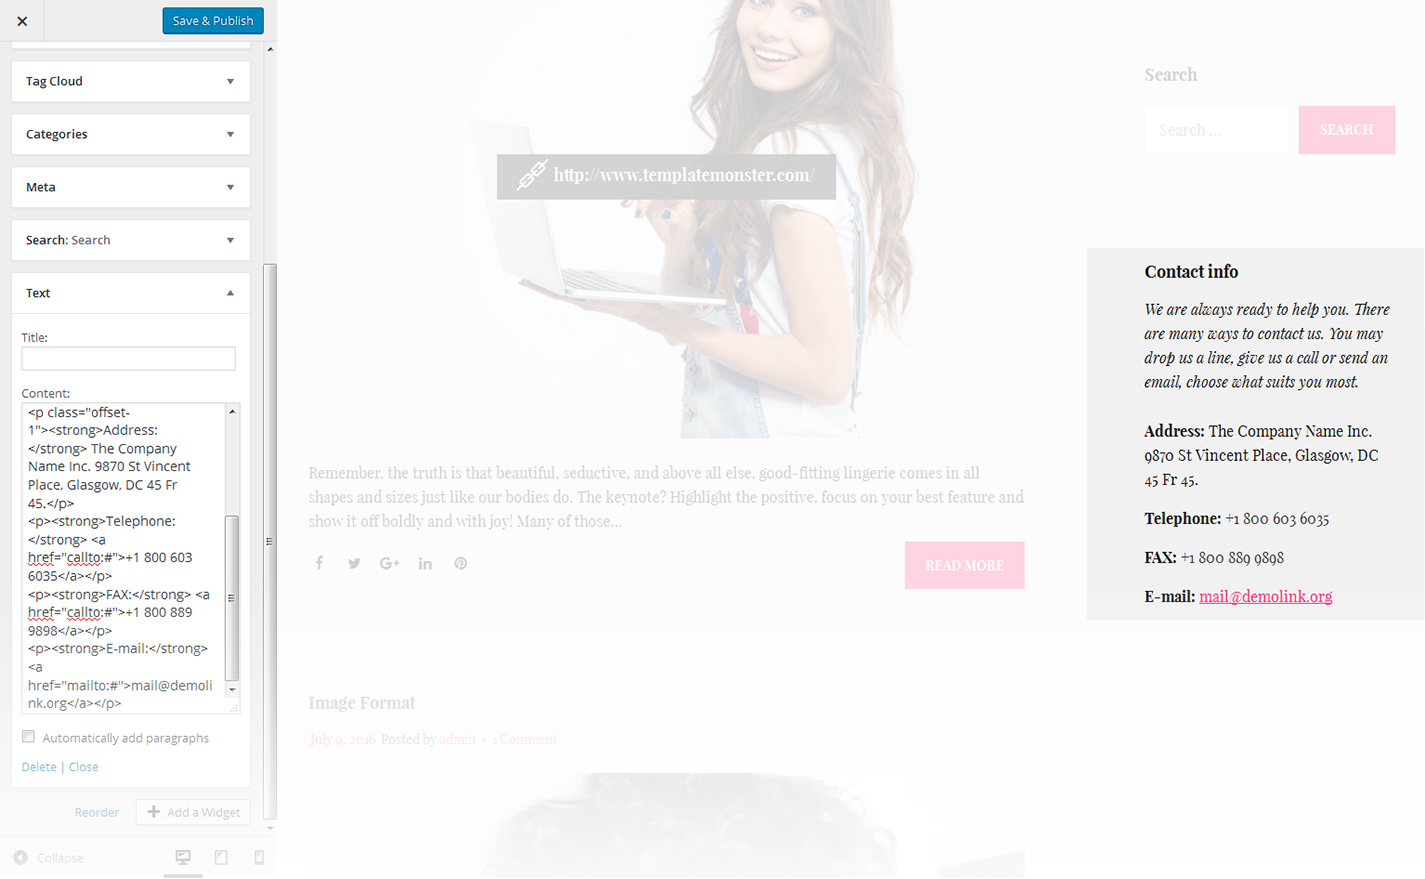 Save & Publish
Tag Cloud
Categories
Meta
Search: Search
Text
Title:
Content:
<p class="offset-
1"><strong>Address:
</strong> The Company
Name Inc. 9870 St Vincent
Place, Glasgow, DC 45 Fr
45.</p>
<p><strong>Telephone:
</strong> <a
href="callto:#">+1 800 603
6035</a></p>
<p><strong>FAX:</strong> <a
href="callto:#">+1 800 889
9898</a></p>
<p><strong>E-mail:</strong>
<a
href="mailto:#">mail@demoli
nk.org</a></p>
Automatically add paragraphs
Delete | Close
Reorder
Add a Widget
Collapse
http://www.templatemonster.com/
Remember, the truth is that beautiful, seductive, and above all else, good-fitting lingerie comes in all
shapes and sizes just like our bodies do. The keynote? Highlight the positive, focus on your best feature and
show it off boldly and with joy! Many of those...
READ MORE
Image Format
July 9, 2016 Posted by admin • 1 Comment
Search
Search ...
SEARCH
Contact info
We are always ready to help you. There
are many ways to contact us. You may
drop us a line, give us a call or send an
email, choose what suits you most.
Address: The Company Name Inc.
9870 St Vincent Place, Glasgow, DC
45 Fr 45.
Telephone: +1 800 603 6035
FAX: +1 800 889 9898
E-mail: mail@demolink.org